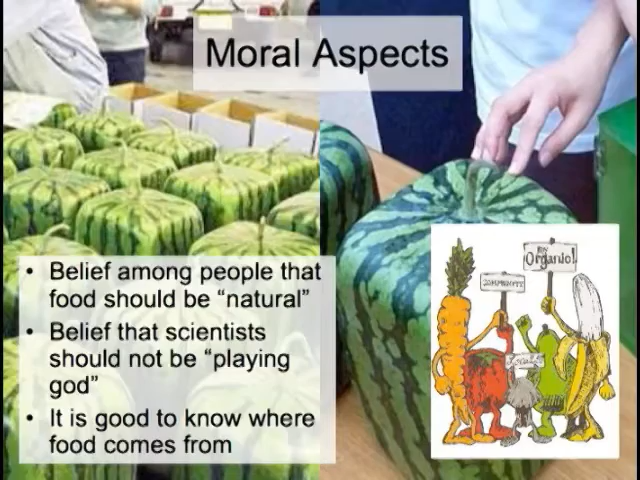 Moral Aspects
• Belief among people that
food should be “natural”
• Belief that scientists
should not be “playing
god”
• It is good to know where
food comes from
Organic!